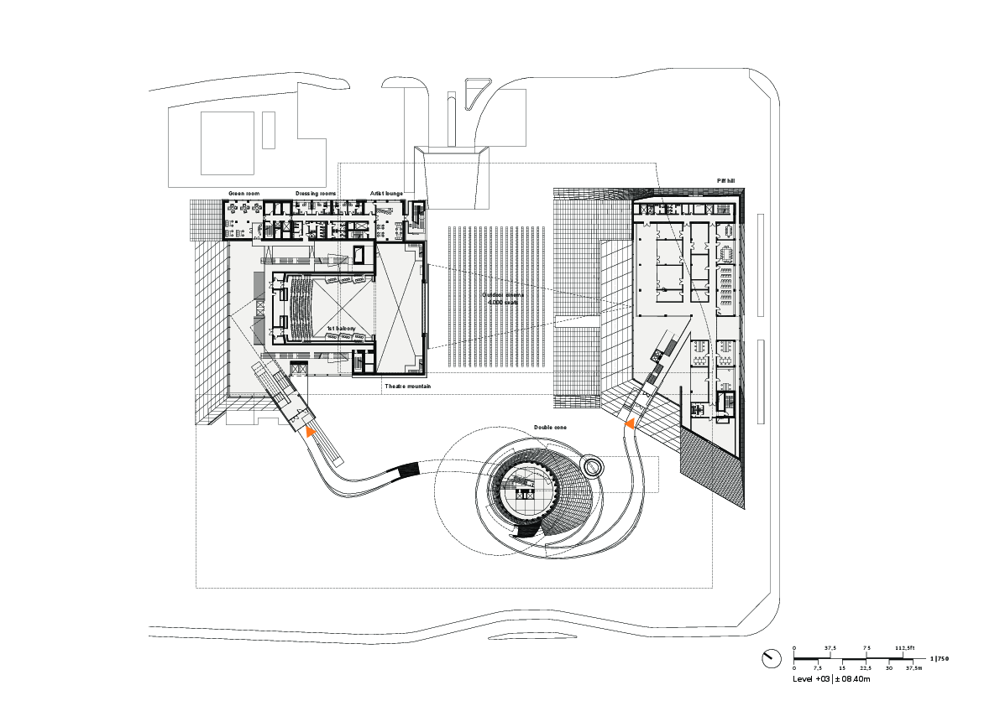 Piff hill
Green room
Dressing rooms
Artist lounge
Outdoor cinema
4.000 seats
1st balcony
Theatre mountain
Double cone
0 37,5 75 112,5ft
1|750
0 7,5 15 22,5 30 37,5m
Level +03 | ± 08.40m